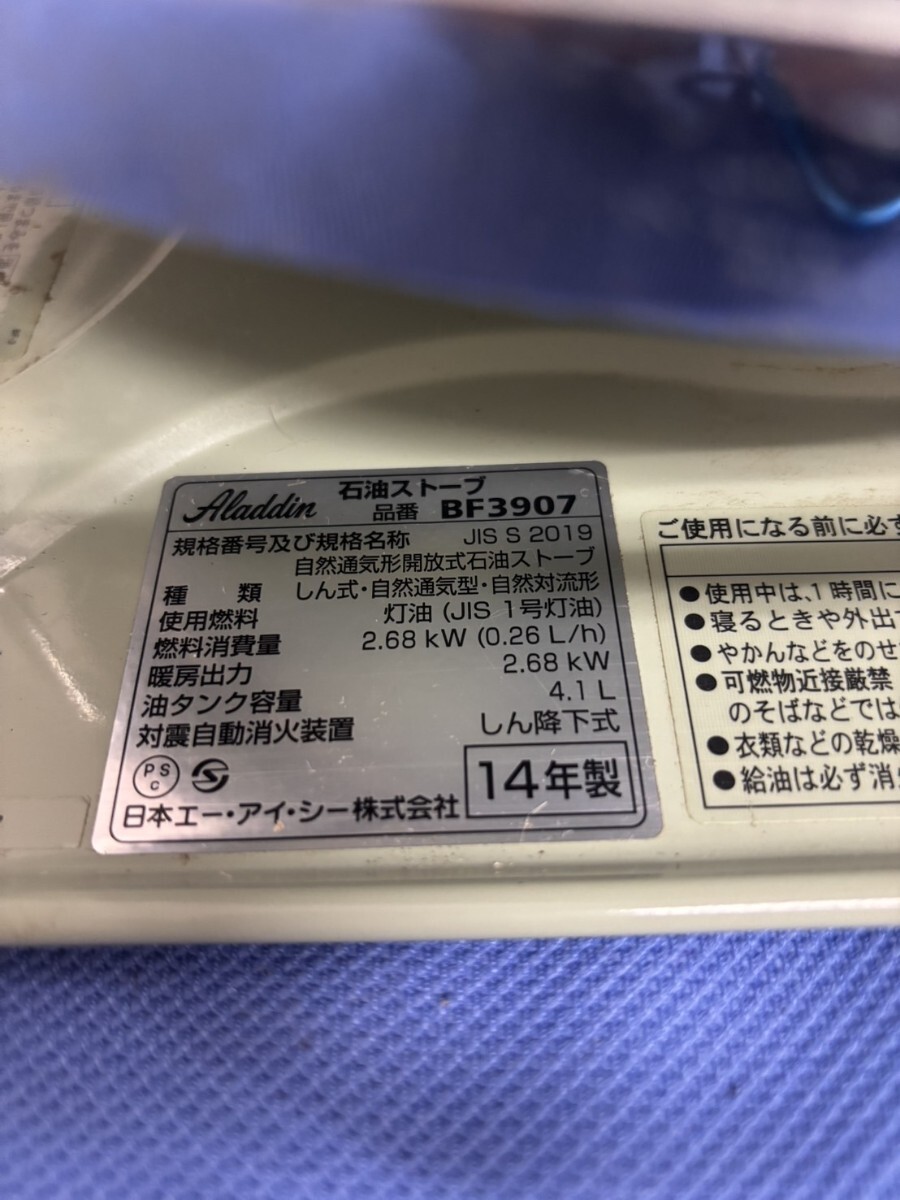 Aladdin 石油ストーブ
品番 BF3907
規格番号及び規格名称 JIS S 2019
自然通気形開放式石油ストーブ
種 類 しん式・自然通気型・自然対流形
使用燃料 灯油 (JIS 1号灯油)
燃料消費量 2.68 kW (0.26 L/h)
暖房出力 2.68 kW
油タンク容量 4.1 L
対震自動消火装置 しん降下式
PS C
14年製
日本エー・アイ・シー株式会社
ご使用になる前に必ず
●使用中は、1時間に
●寝るときや外出
●やかんなどをのせ
●可燃物近接厳禁
のそばなどでは
●衣類などの乾燥
●給油は必ず消